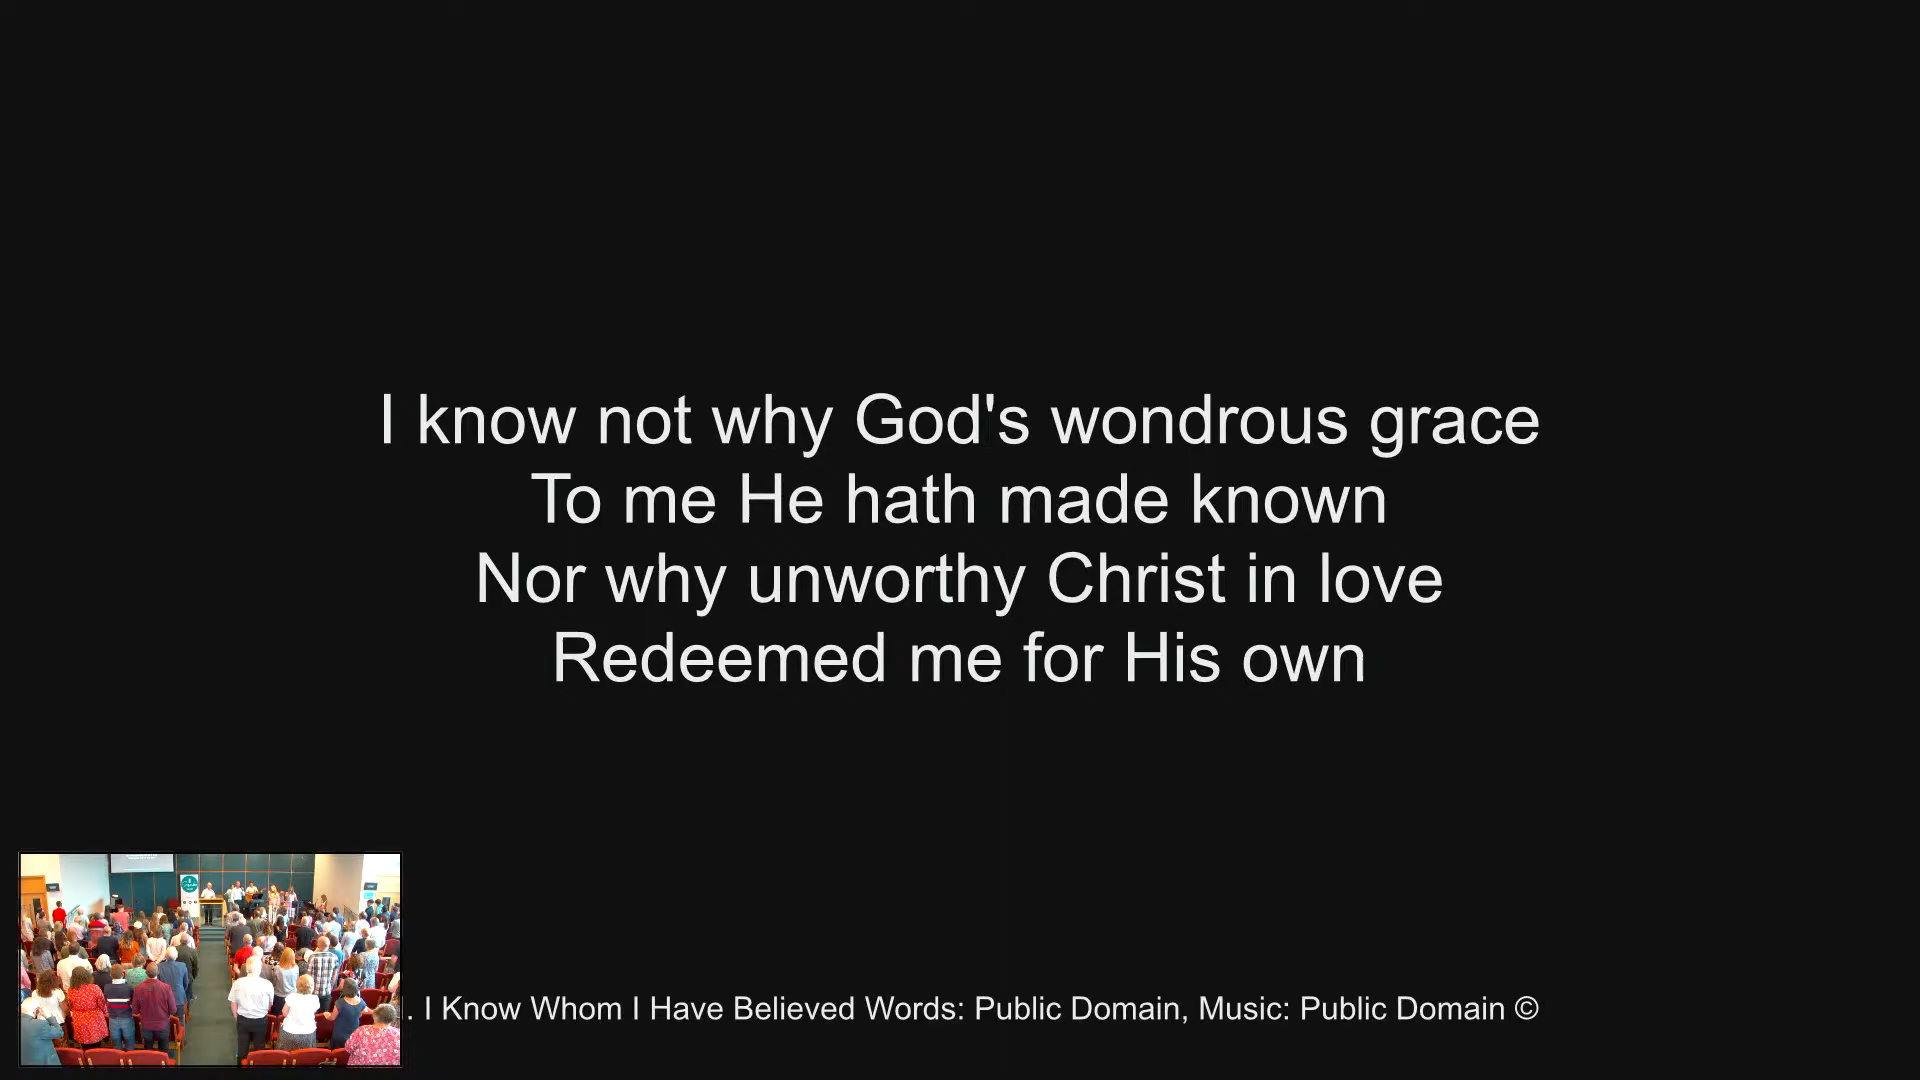 I know not why God's wondrous grace
To me He hath made known
Nor why unworthy Christ in love
Redeemed me for His own
. I Know Whom I Have Believed Words: Public Domain, Music: Public Domain ©